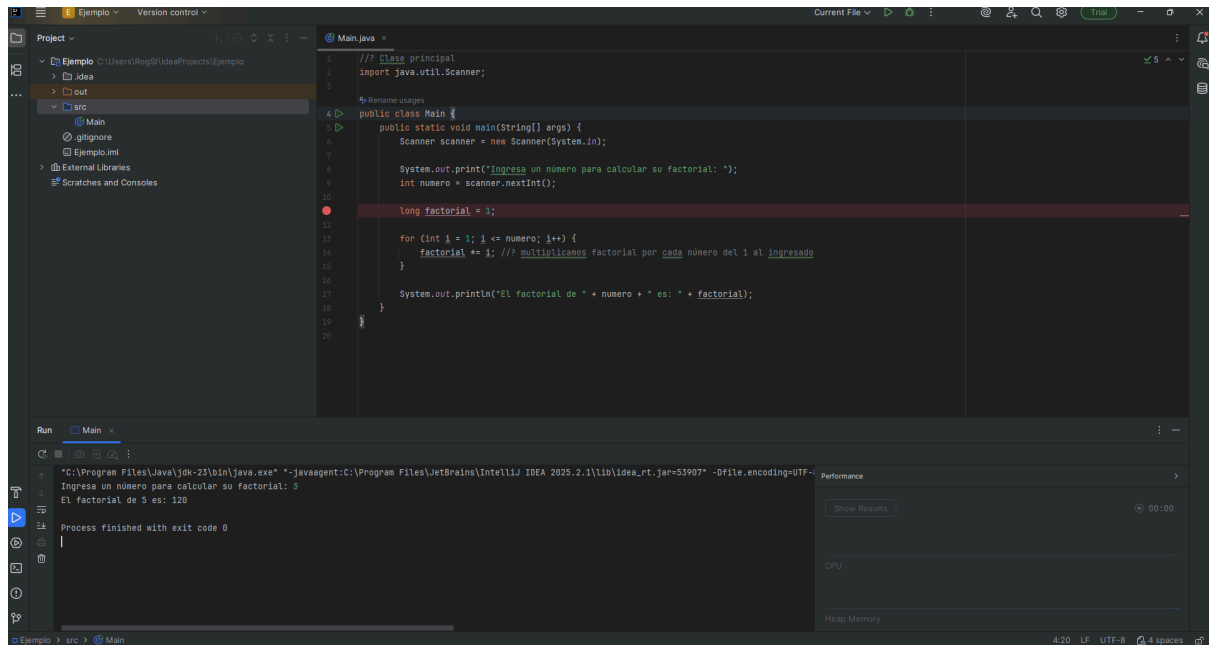 Ejemplo
Version control
Current File
Trial
Project
Ejemplo C:\Users\RogSt\IdeaProjects\Ejemplo
.idea
out
src
Main
.gitignore
Ejemplo.iml
External Libraries
Scratches and Consoles
Main.java
5
1 //? Clase principal
2 import java.util.Scanner;
3
Rename usages
4 public class Main {
5 public static void main(String[] args) {
6 Scanner scanner = new Scanner(System.in);
7
8 System.out.print("Ingresa un número para calcular su factorial: ");
9 int numero = scanner.nextInt();
10
long factorial = 1;
12
13 for (int i = 1; i <= numero; i++) {
14 factorial *= i; //? multiplicamos factorial por cada número del 1 al ingresado
15 }
16
17 System.out.println("El factorial de " + numero + " es: " + factorial);
18 }
19 }
20
Run
Main
"C:\Program Files\Java\jdk-23\bin\java.exe" "-javaagent:C:\Program Files\JetBrains\IntelliJ IDEA 2025.2.1\lib\idea_rt.jar=53907" -Dfile.encoding=UTF-
Ingresa un número para calcular su factorial: 5
El factorial de 5 es: 120
Process finished with exit code 0
Performance
Show Results
00:00
CPU
Heap Memory
Ejemplo > src > Main
4:20 LF UTF-8 4 spaces